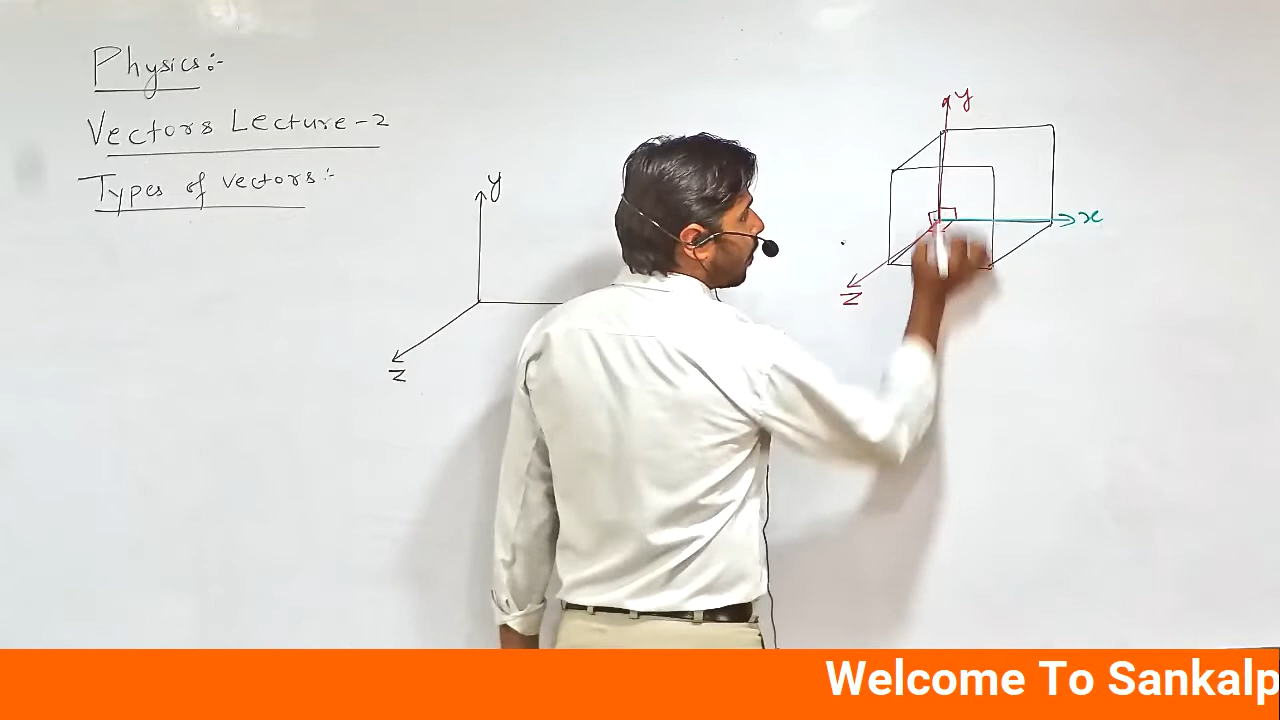 Physics:-
Vectors Lecture-2
Types of vectors:-
y
z
y
x
z
Welcome To Sankalp